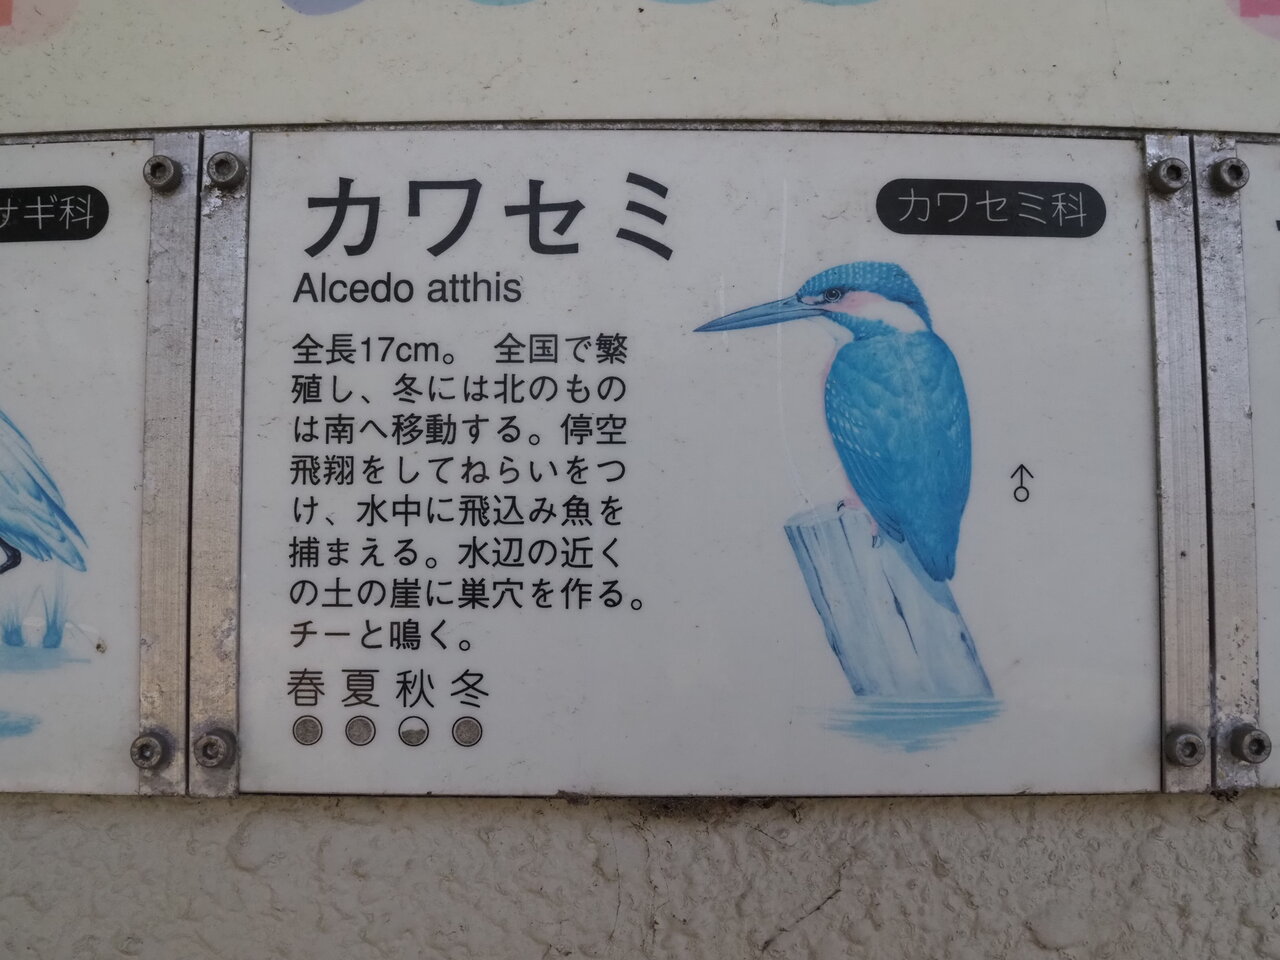 サギ科
カワセミ
カワセミ科
Alcedo atthis
全長17cm。 全国で繁
殖し、冬には北のもの
は南へ移動する。停空
飛翔をしてねらいをつ
け、水中に飛込み魚を
捕まえる。水辺の近く
の土の崖に巣穴を作る。
チーと鳴く。
春夏秋冬
♂